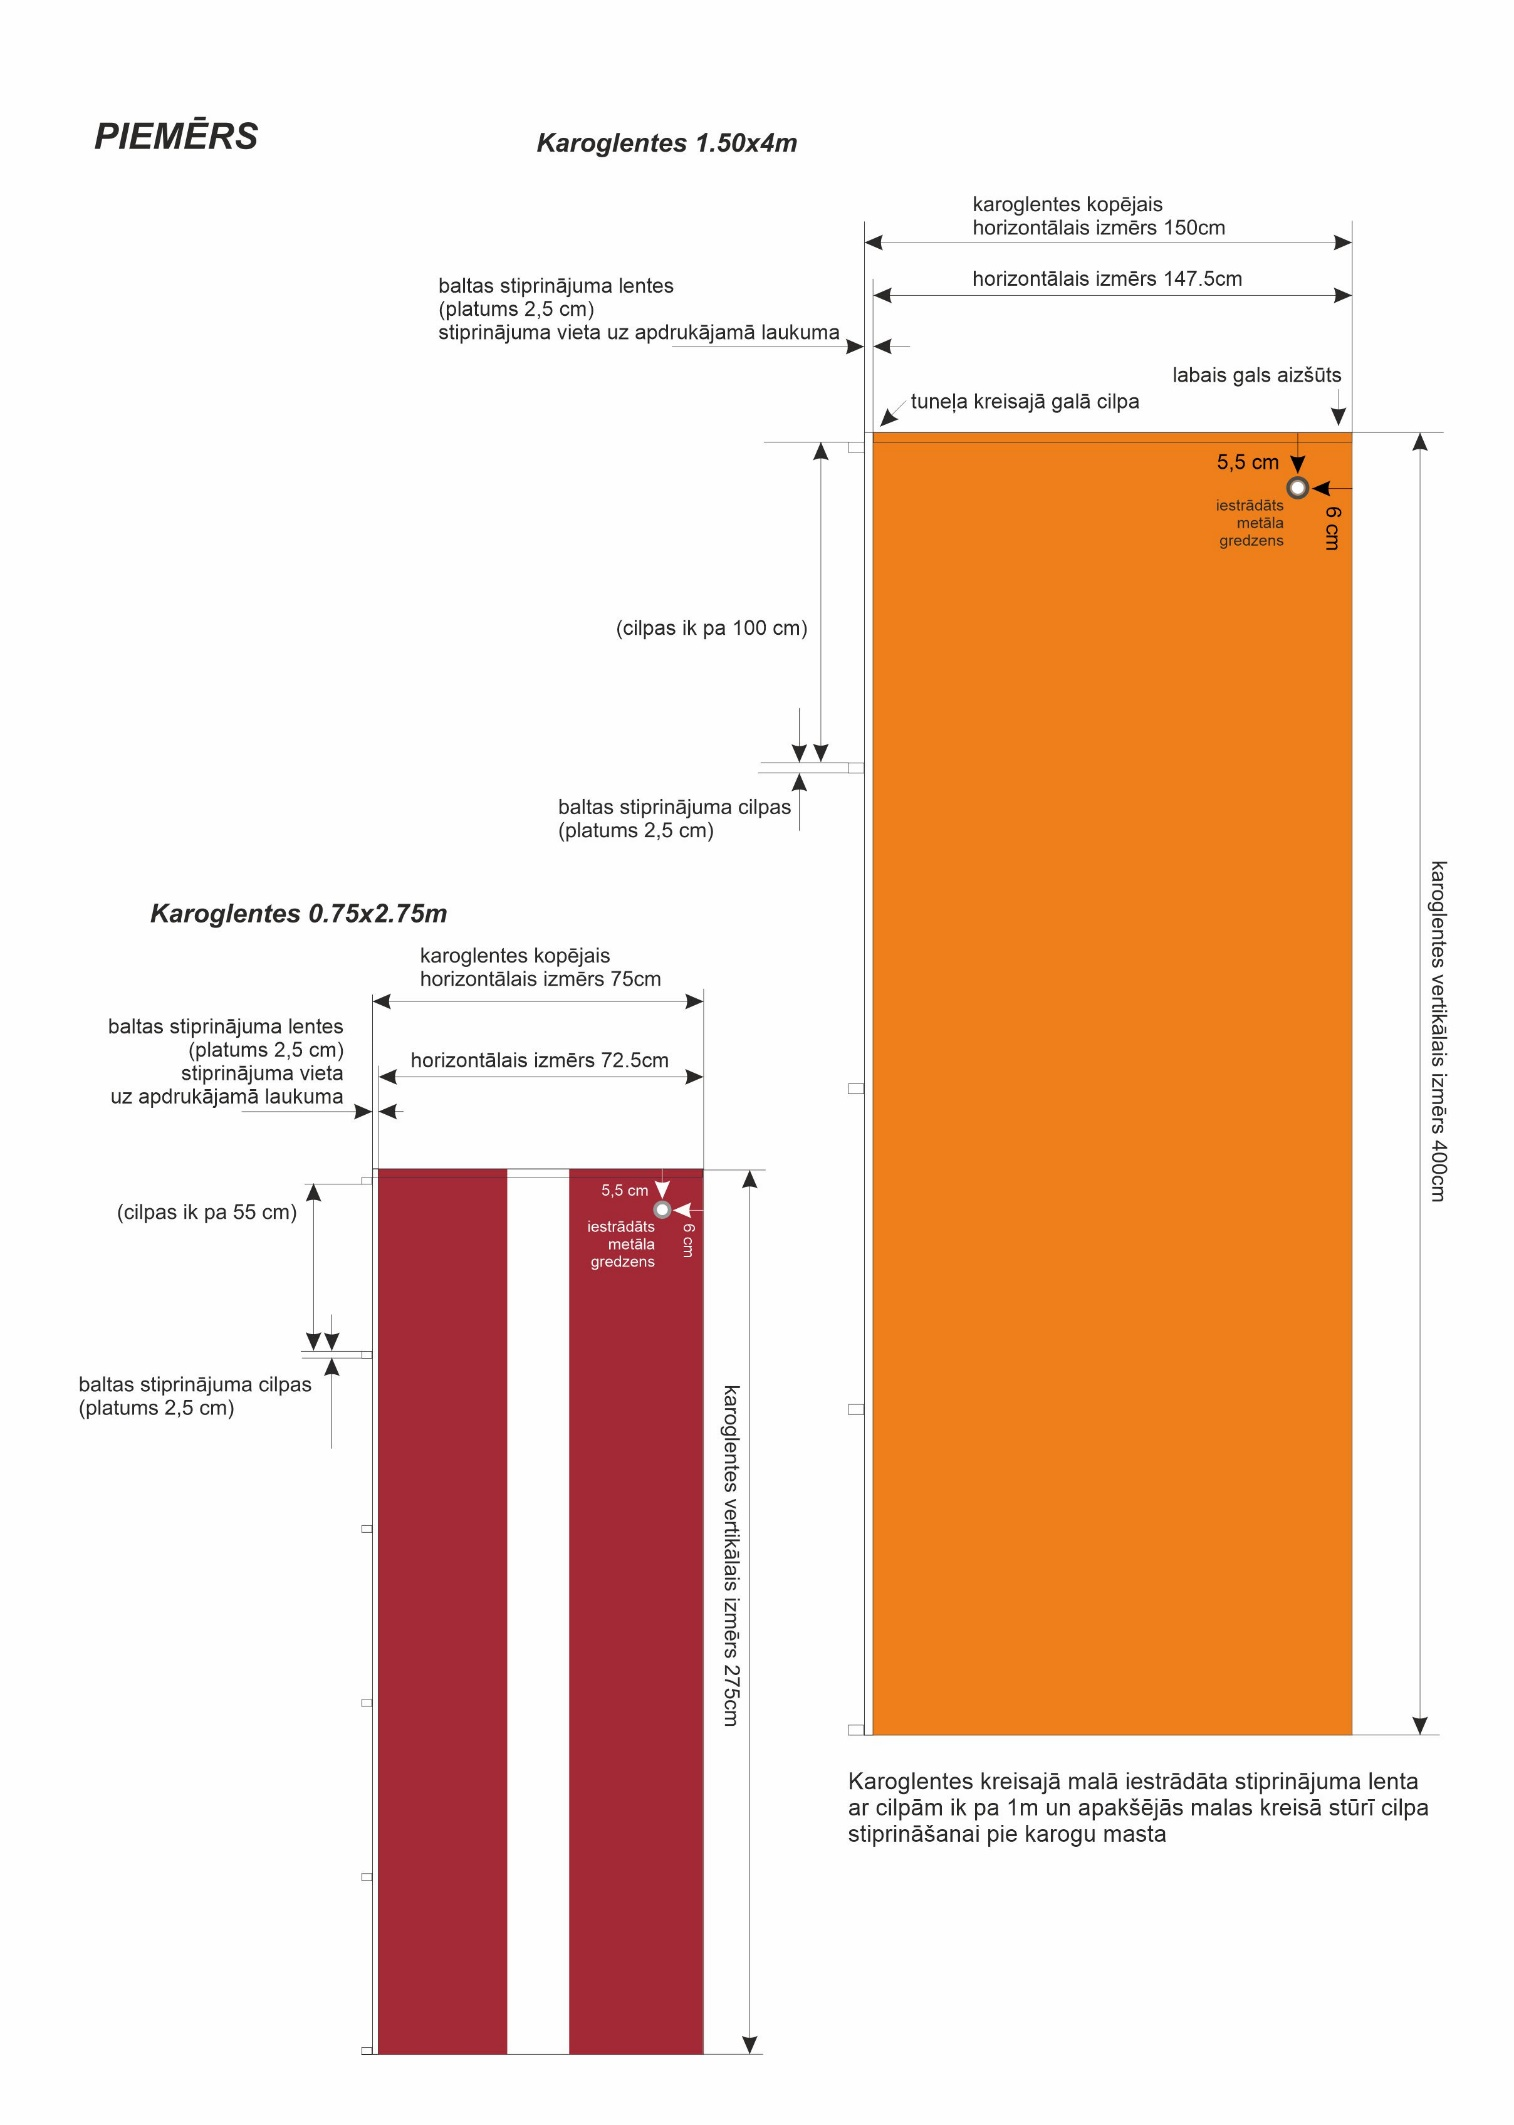 PIEMĒRS
Karoglentes 1.50x4m
karoglentes kopējais
horizontālais izmērs 150cm
horizontālais izmērs 147.5cm
baltas stiprinājuma lentes
(platums 2,5 cm)
stiprinājuma vieta uz apdrukājamā laukuma
labais gals aizšūts
tuneļa kreisajā galā cilpa
5,5 cm
6 cm
iestrādāts
metāla
gredzens
(cilpas ik pa 100 cm)
baltas stiprinājuma cilpas
(platums 2,5 cm)
karoglentes vertikālais izmērs 400cm
Karoglentes 0.75x2.75m
karoglentes kopējais
horizontālais izmērs 75cm
baltas stiprinājuma lentes
(platums 2,5 cm)
stiprinājuma vieta
uz apdrukājamā laukuma
horizontālais izmērs 72.5cm
(cilpas ik pa 55 cm)
5,5 cm
6 cm
iestrādāts
metāla
gredzens
baltas stiprinājuma cilpas
(platums 2,5 cm)
karoglentes vertikālais izmērs 275cm
Karoglentes kreisajā malā iestrādāta stiprinājuma lenta
ar cilpām ik pa 1m un apakšējās malas kreisā stūrī cilpa
stiprināšanai pie karogu masta